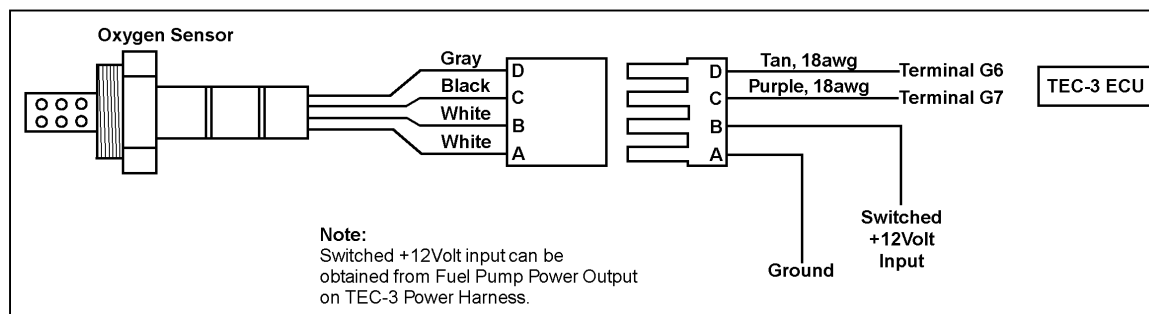 Oxygen Sensor
Gray
Black
White
White
D
C
B
A
D
C
B
A
Tan, 18awg
Purple, 18awg
Terminal G6
Terminal G7
TEC-3 ECU
Switched
+12Volt
Input
Ground
Note:
Switched +12Volt input can be
obtained from Fuel Pump Power Output
on TEC-3 Power Harness.